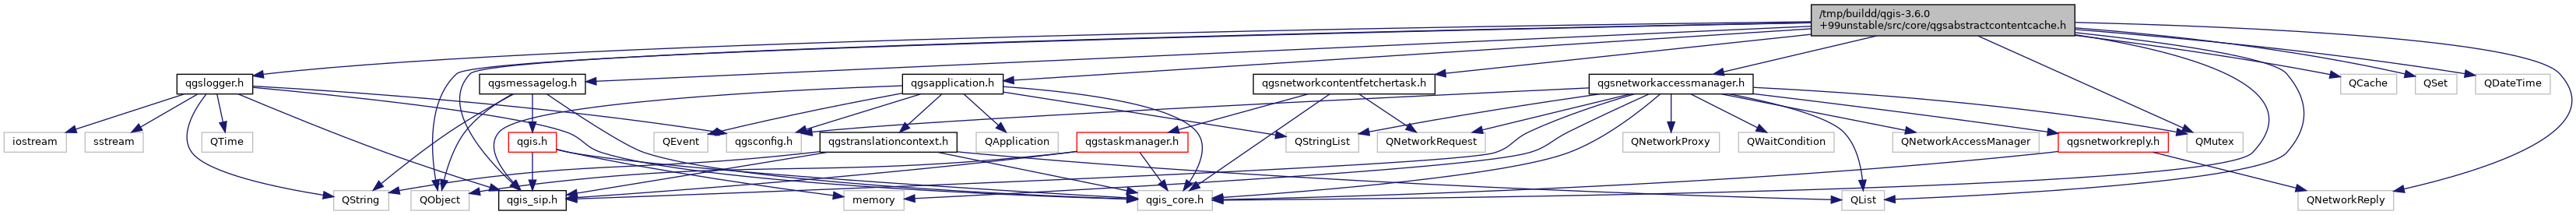 /tmp/buildd/qgis-3.6.0
+99unstable/src/core/qgsabstractcontentcache.h
qgslogger.h
qgsmessagelog.h
qgsapplication.h
qgsnetworkcontentfetchertask.h
qgsnetworkaccessmanager.h
QCache
QSet
QDateTime
iostream
sstream
QTime
qgis.h
QEvent
qgsconfig.h
qgstranslationcontext.h
QApplication
qgstaskmanager.h
QStringList
QNetworkRequest
QNetworkProxy
QWaitCondition
QNetworkAccessManager
qgsnetworkreply.h
QMutex
QString
QObject
qgis_sip.h
memory
qgis_core.h
QList
QNetworkReply